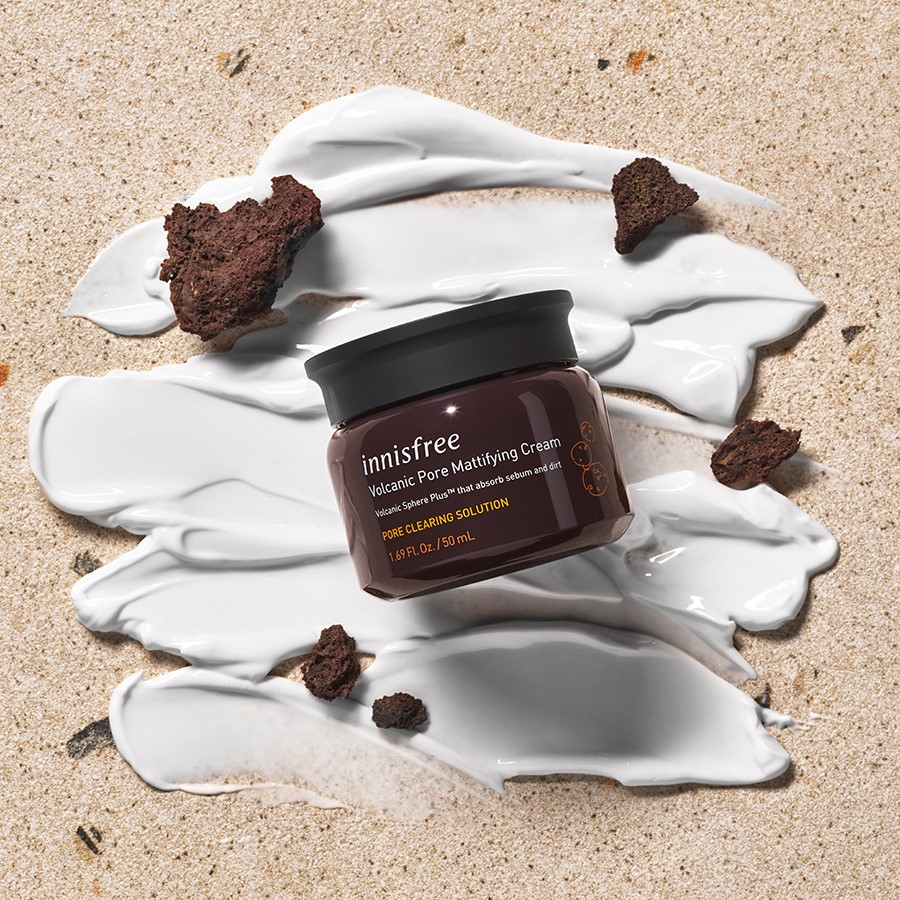 innisfree
Volcanic Pore Mattifying Cream
Volcanic Sphere Plus™ that absorb sebum and dirt
PORE CLEARING SOLUTION
1.69 Fl. Oz. / 50 mL